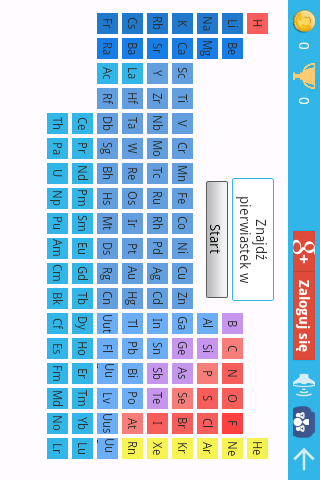 0 0 g+ Zaloguj się
H He
Znajdź
pierwiastek w
Start
Li Be B C N O F Ne
Na Mg Al Si P S Cl Ar
K Ca Sc Ti V Cr Mn Fe Co Ni Cu Zn Ga Ge As Se Br Kr
Rb Sr Y Zr Nb Mo Tc Ru Rh Pd Ag Cd In Sn Sb Te I Xe
Cs Ba La Hf Ta W Re Os Ir Pt Au Hg Tl Pb Bi Po At Rn
Fr Ra Ac Rf Db Sg Bh Hs Mt Ds Rg Cn Uut Fl Uu Lv Uus Uu
Ce Pr Nd Pm Sm Eu Gd Tb Dy Ho Er Tm Yb Lu
Th Pa U Np Pu Am Cm Bk Cf Es Fm Md No Lr